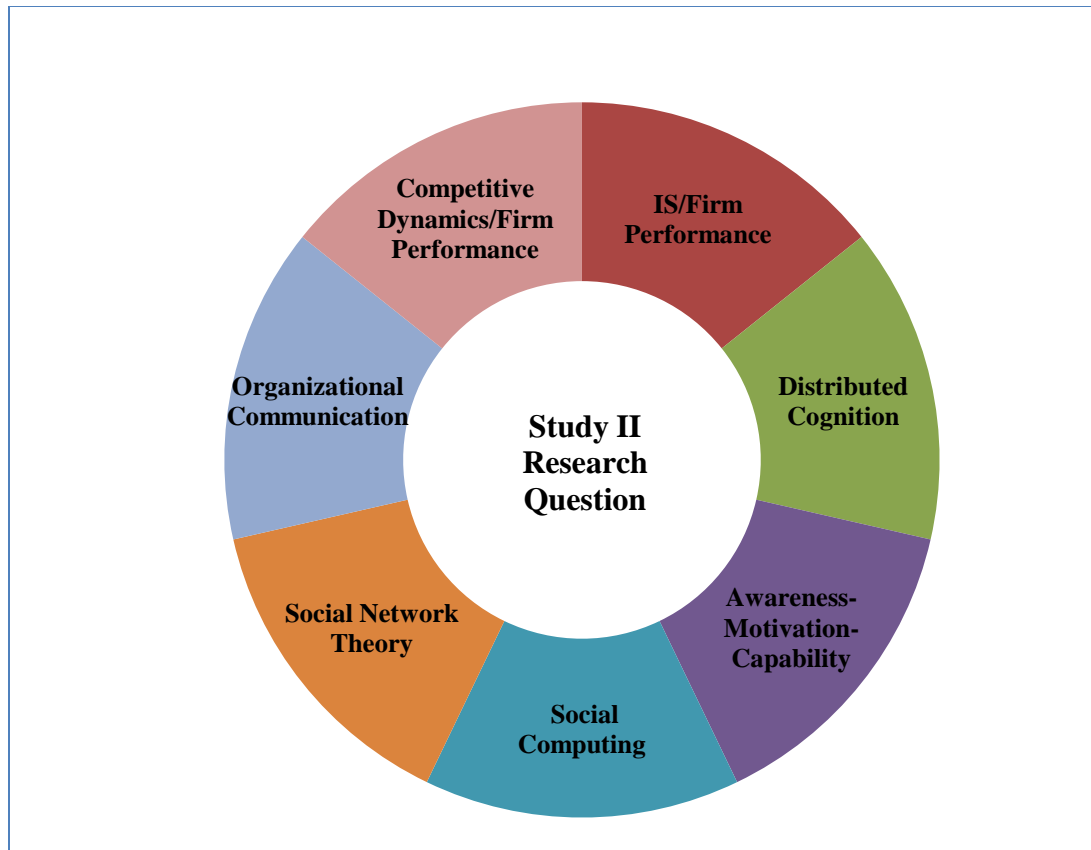 Competitive
Dynamics/Firm
Performance
IS/Firm
Performance
Organizational
Communication
Distributed
Cognition
Study II
Research
Question
Social Network
Theory
Awareness-
Motivation-
Capability
Social
Computing